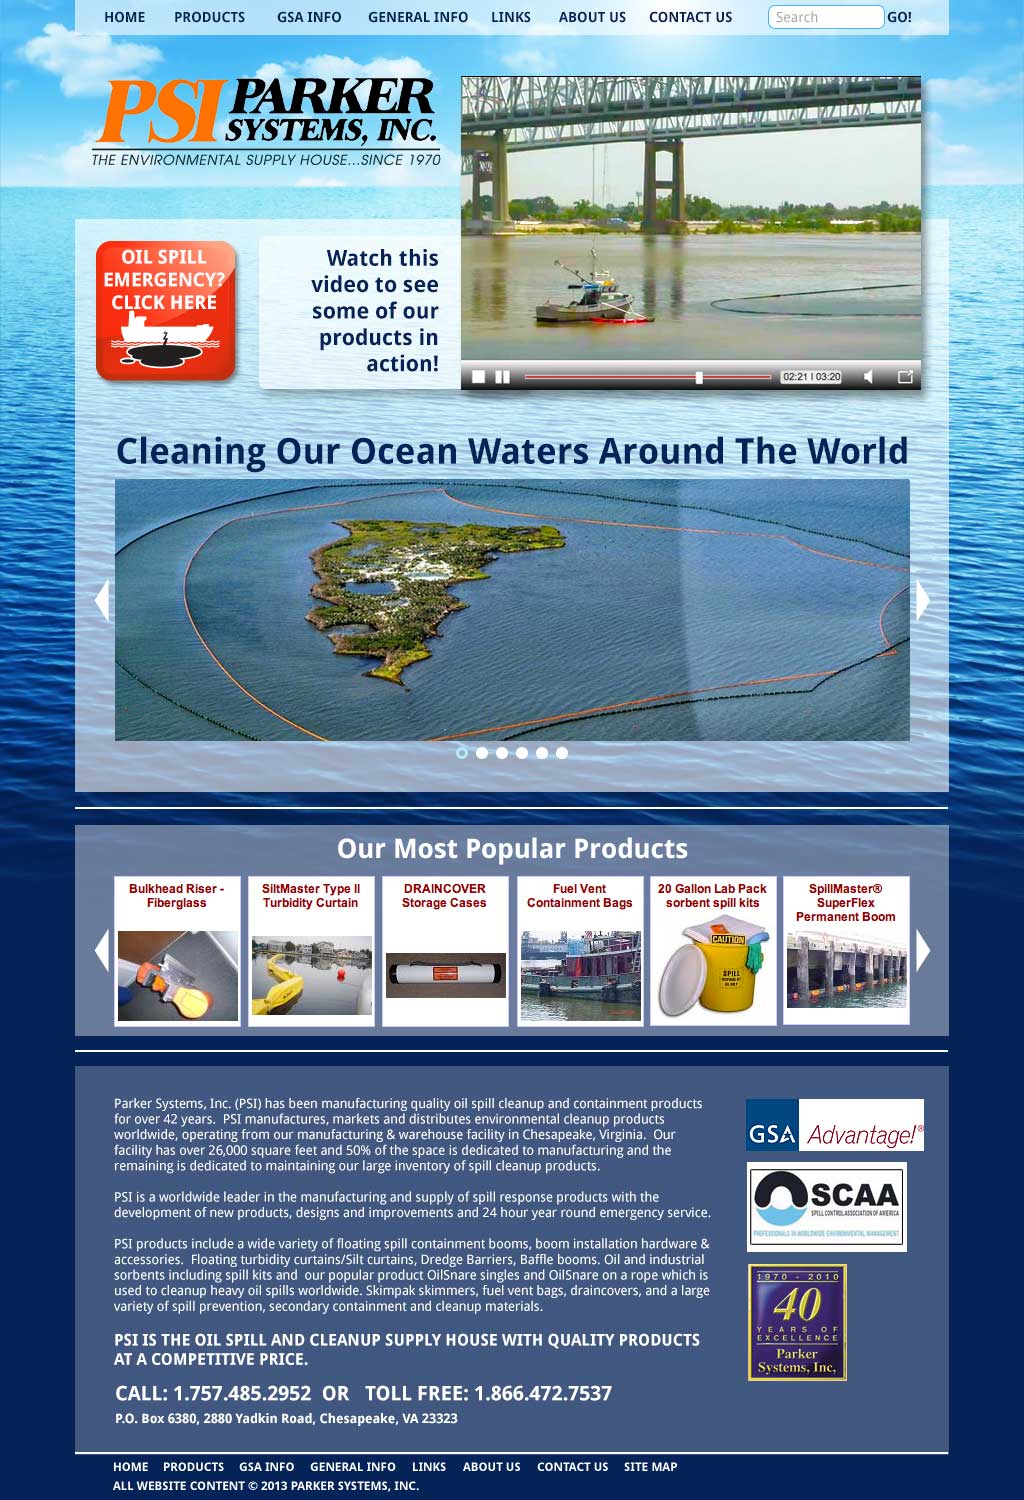 HOME PRODUCTS GSA INFO GENERAL INFO LINKS ABOUT US CONTACT US Search GO!
PSI PARKER
SYSTEMS, INC.
THE ENVIRONMENTAL SUPPLY HOUSE...SINCE 1970
OIL SPILL
EMERGENCY?
CLICK HERE
Watch this
video to see
some of our
products in
action!
02:21 | 03:20
Cleaning Our Ocean Waters Around The World
Our Most Popular Products
Bulkhead Riser -
Fiberglass
SiltMaster Type II
Turbidity Curtain
DRAINCOVER
Storage Cases
Fuel Vent
Containment Bags
20 Gallon Lab Pack
sorbent spill kits
CAUTION
SPILL
SpillMaster®
SuperFlex
Permanent Boom
Parker Systems, Inc. (PSI) has been manufacturing quality oil spill cleanup and containment products
for over 42 years.  PSI manufactures, markets and distributes environmental cleanup products
worldwide, operating from our manufacturing & warehouse facility in Chesapeake, Virginia.  Our
facility has over 26,000 square feet and 50% of the space is dedicated to manufacturing and the
remaining is dedicated to maintaining our large inventory of spill cleanup products.
PSI is a worldwide leader in the manufacturing and supply of spill response products with the
development of new products, designs and improvements and 24 hour year round emergency service.
PSI products include a wide variety of floating spill containment booms, boom installation hardware &
accessories.  Floating turbidity curtains/Silt curtains, Dredge Barriers, Baffle booms. Oil and industrial
sorbents including spill kits and  our popular product OilSnare singles and OilSnare on a rope which is
used to cleanup heavy oil spills worldwide. Skimpak skimmers, fuel vent bags, draincovers, and a large
variety of spill prevention, secondary containment and cleanup materials.
PSI IS THE OIL SPILL AND CLEANUP SUPPLY HOUSE WITH QUALITY PRODUCTS
AT A COMPETITIVE PRICE.
CALL: 1.757.485.2952  OR   TOLL FREE: 1.866.472.7537
P.O. Box 6380, 2880 Yadkin Road, Chesapeake, VA 23323
GSA Advantage!®
SCAA
SPILL CONTROL ASSOCIATION OF AMERICA
PROFESSIONALS IN WORLDWIDE ENVIRONMENTAL MANAGEMENT
1970 - 2010
40
YEARS OF
EXCELLENCE
Parker
Systems, Inc,
HOME PRODUCTS GSA INFO GENERAL INFO LINKS ABOUT US CONTACT US SITE MAP
ALL WEBSITE CONTENT © 2013 PARKER SYSTEMS, INC.